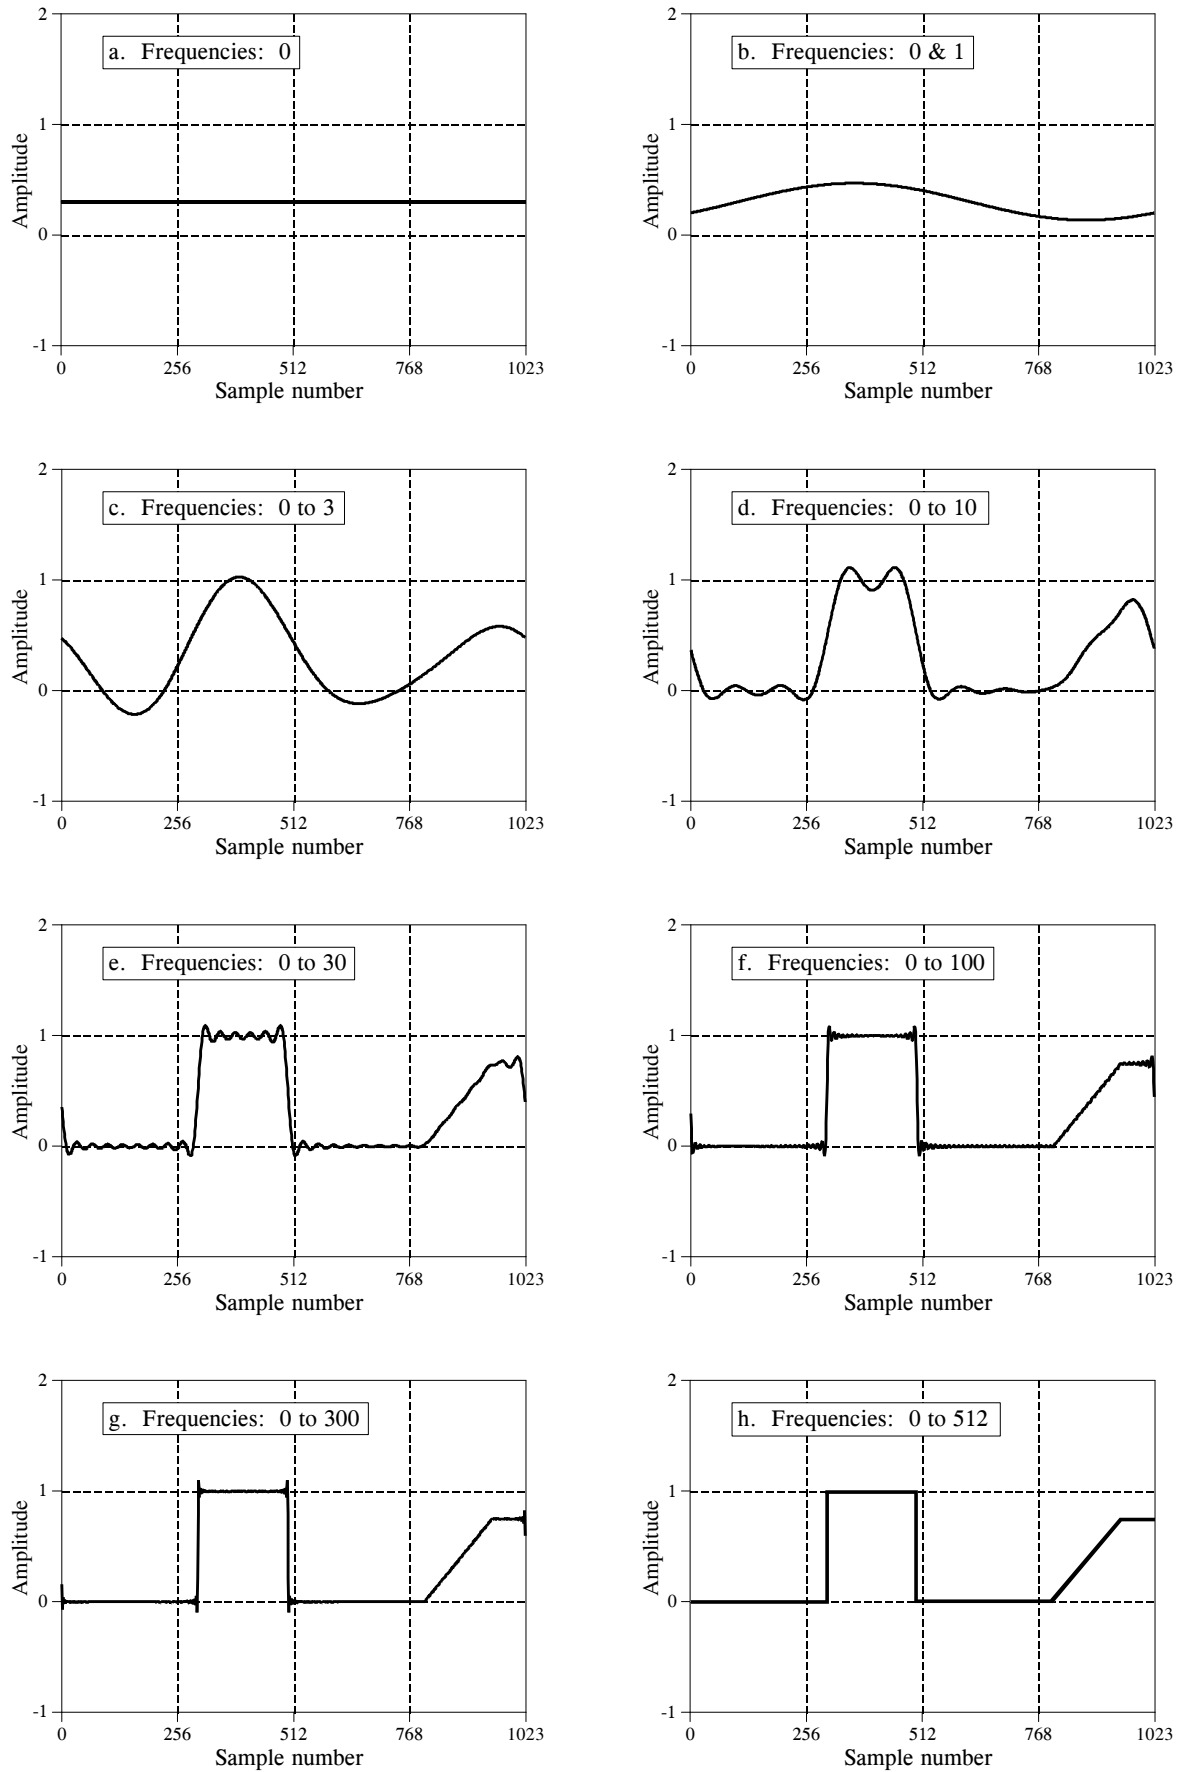 a. Frequencies: 0
2
1
0
-1
Amplitude
0 256 512 768 1023
Sample number
b. Frequencies: 0 & 1
2
1
0
-1
Amplitude
0 256 512 768 1023
Sample number
c. Frequencies: 0 to 3
2
1
0
-1
Amplitude
0 256 512 768 1023
Sample number
d. Frequencies: 0 to 10
2
1
0
-1
Amplitude
0 256 512 768 1023
Sample number
e. Frequencies: 0 to 30
2
1
0
-1
Amplitude
0 256 512 768 1023
Sample number
f. Frequencies: 0 to 100
2
1
0
-1
Amplitude
0 256 512 768 1023
Sample number
g. Frequencies: 0 to 300
2
1
0
-1
Amplitude
0 256 512 768 1023
Sample number
h. Frequencies: 0 to 512
2
1
0
-1
Amplitude
0 256 512 768 1023
Sample number